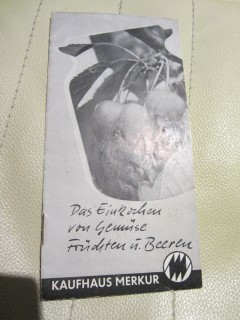 Das Einkochen
von Gemüse
Früchten u. Beeren
KAUFHAUS MERKUR